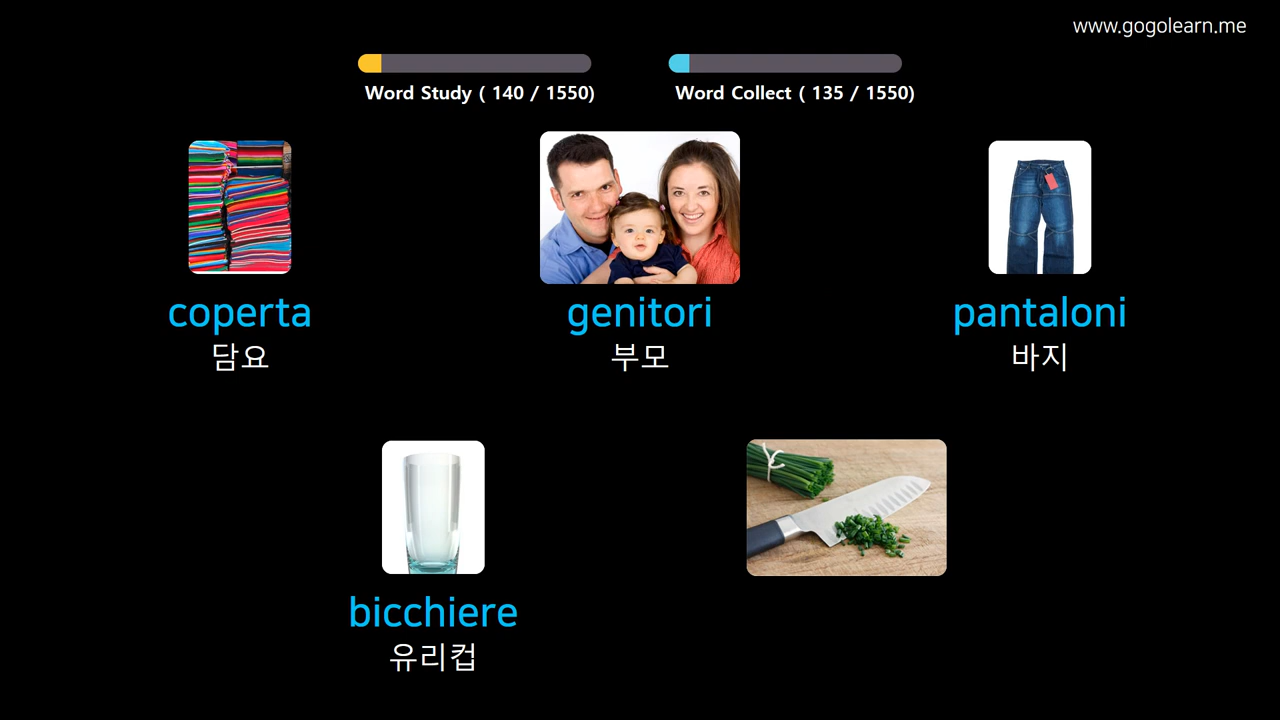 www.gogolearn.me
Word Study ( 140 / 1550)
Word Collect ( 135 / 1550)
coperta
담요
genitori
부모
pantaloni
바지
bicchiere
유리컵